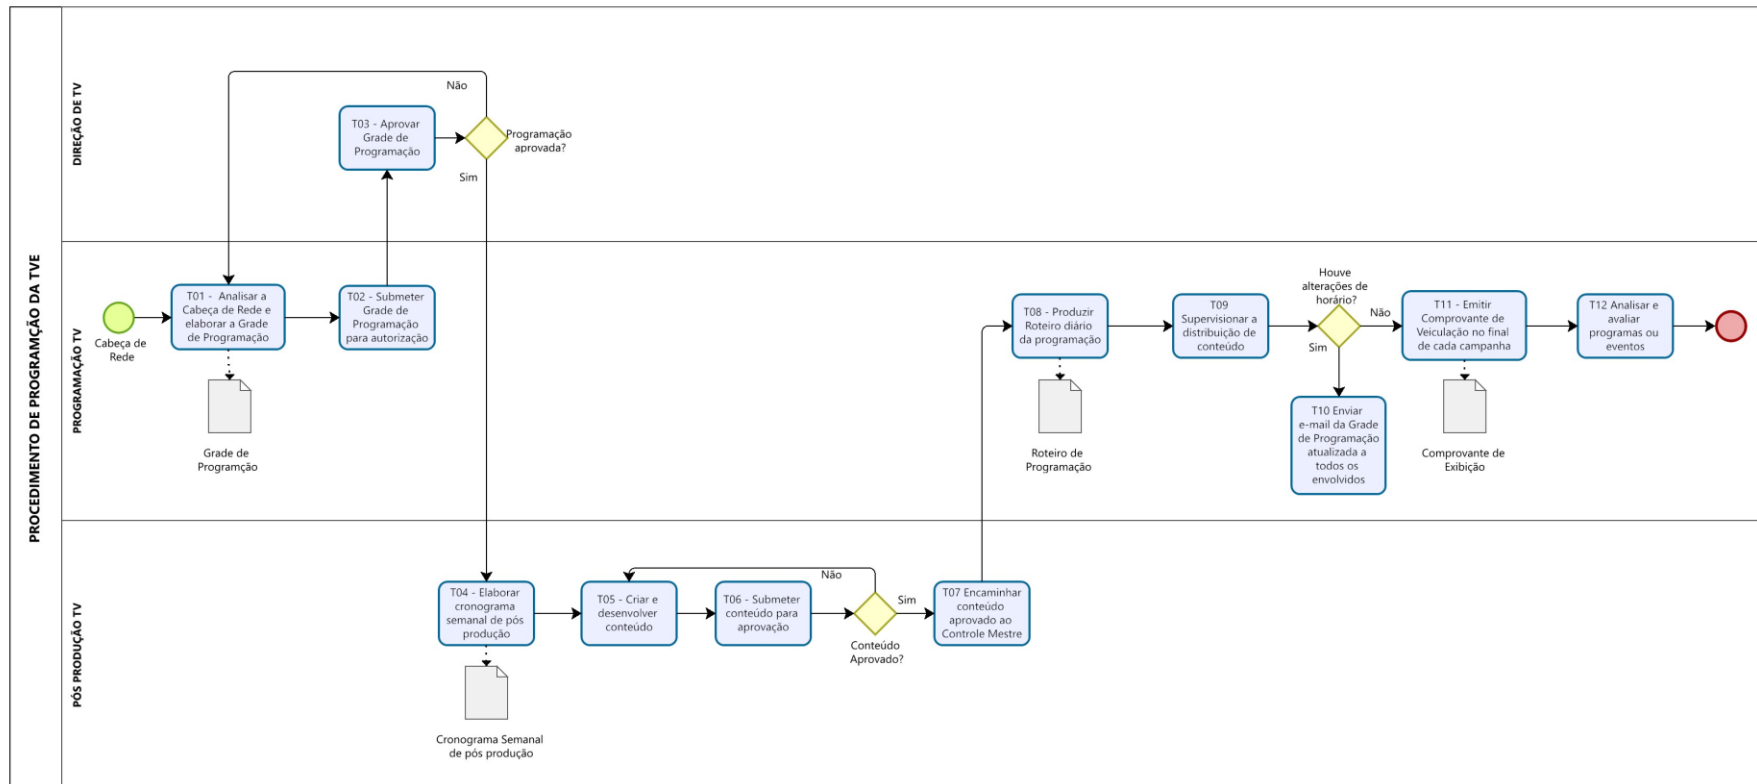 PROCEDIMENTO DE PROGRAMÇÃO DA TVE
DIREÇÃO DE TV
Não
T03 - Aprovar
Grade de
Programação
Programação
aprovada?
Sim
PROGRAMAÇÃO TV
Cabeça de
Rede
T01 - Analisar a
Cabeça de Rede e
elaborar a Grade
de Programação
Grade de
Programção
T02 - Submeter
Grade de
Programação
para autorização
T08 - Produzir
Roteiro diário
da programação
Roteiro de
Programação
T09
Supervisionar a
distribuição de
conteúdo
Houve
alterações de
horário?
Não
Sim
T10 Enviar
e-mail da Grade
de Programação
atualizada a
todos os
envolvidos
T11 - Emitir
Comprovante de
Veiculação no final
de cada campanha
Comprovante de
Exibição
T12 Analisar e
avaliar
programas ou
eventos
PÓS PRODUÇÃO TV
T04 - Elaborar
cronograma
semanal de pós
produção
Cronograma Semanal
de pós produção
T05 - Criar e
desenvolver
conteúdo
T06 - Submeter
conteúdo para
aprovação
Não
Conteúdo
Aprovado?
Sim
T07 Encaminhar
conteúdo
aprovado ao
Controle Mestre